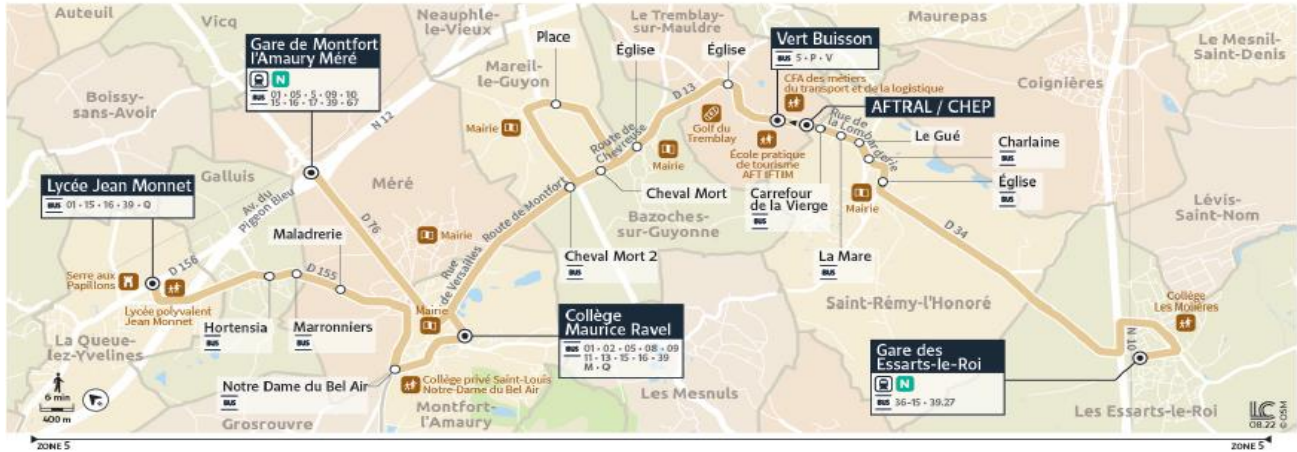 Auteuil
Vicq
Neauphle-
le-Vieux
Le Tremblay-
sur-Mauldre
Maurepas
Le Mesnil-
Saint-Denis
Coignières
Boissy-
sans-Avoir
Gare de Montfort
l'Amaury Méré
N
BUS 01 • 05 • 5 • 09 • 10
15 • 16 • 17 • 39 • 67
Mareil-
le-Guyon
Place
Église
Église
Vert Buisson
BUS 5 • P • V
CFA des métiers
du transport et de la logistique
AFTRAL / CHEP
D 13
Golf du
Tremblay
École pratique
de tourisme
AFT IFTIM
Rue de
la Lombarderie
Le Gué
Charlaine
BUS
Église
BUS
Mairie
Route de
Chevreuse
Mairie
Cheval Mort
Carrefour
de la Vierge
BUS
La Mare
BUS
Mairie
Lévis-
Saint-Nom
N 12
Galluis
Méré
Lycée Jean Monnet
BUS 01 • 15 • 16 • 39 • Q
Av. du
Pigeon Bleu
D 76
Maladrerie
Mairie
Route de Montfort
Rue
de Versailles
Bazoches-
sur-Guyonne
Cheval Mort 2
BUS
D 34
Saint-Rémy-l'Honoré
Serre aux
Papillons
D 156
D 155
Lycée polyvalent
Jean Monnet
Hortensia
BUS
Marronniers
BUS
Mairie
Collège
Maurice Ravel
BUS 01 • 02 • 05 • 08 • 09
11 • 13 • 15 • 16 • 39
M • Q
Collège
Les Molières
N 10
La Queue-
lez-Yvelines
Gare des
Essarts-le-Roi
N
BUS 36-15 • 39.27
Notre Dame du Bel Air
BUS
Collège privé Saint-Louis
Notre-Dame du Bel Air
Les Mesnuls
Montfort-
l'Amaury
Grosrouvre
Les Essarts-le-Roi
6 min
400 m
LC
08.22
© OSM
ZONE 5
ZONE 5